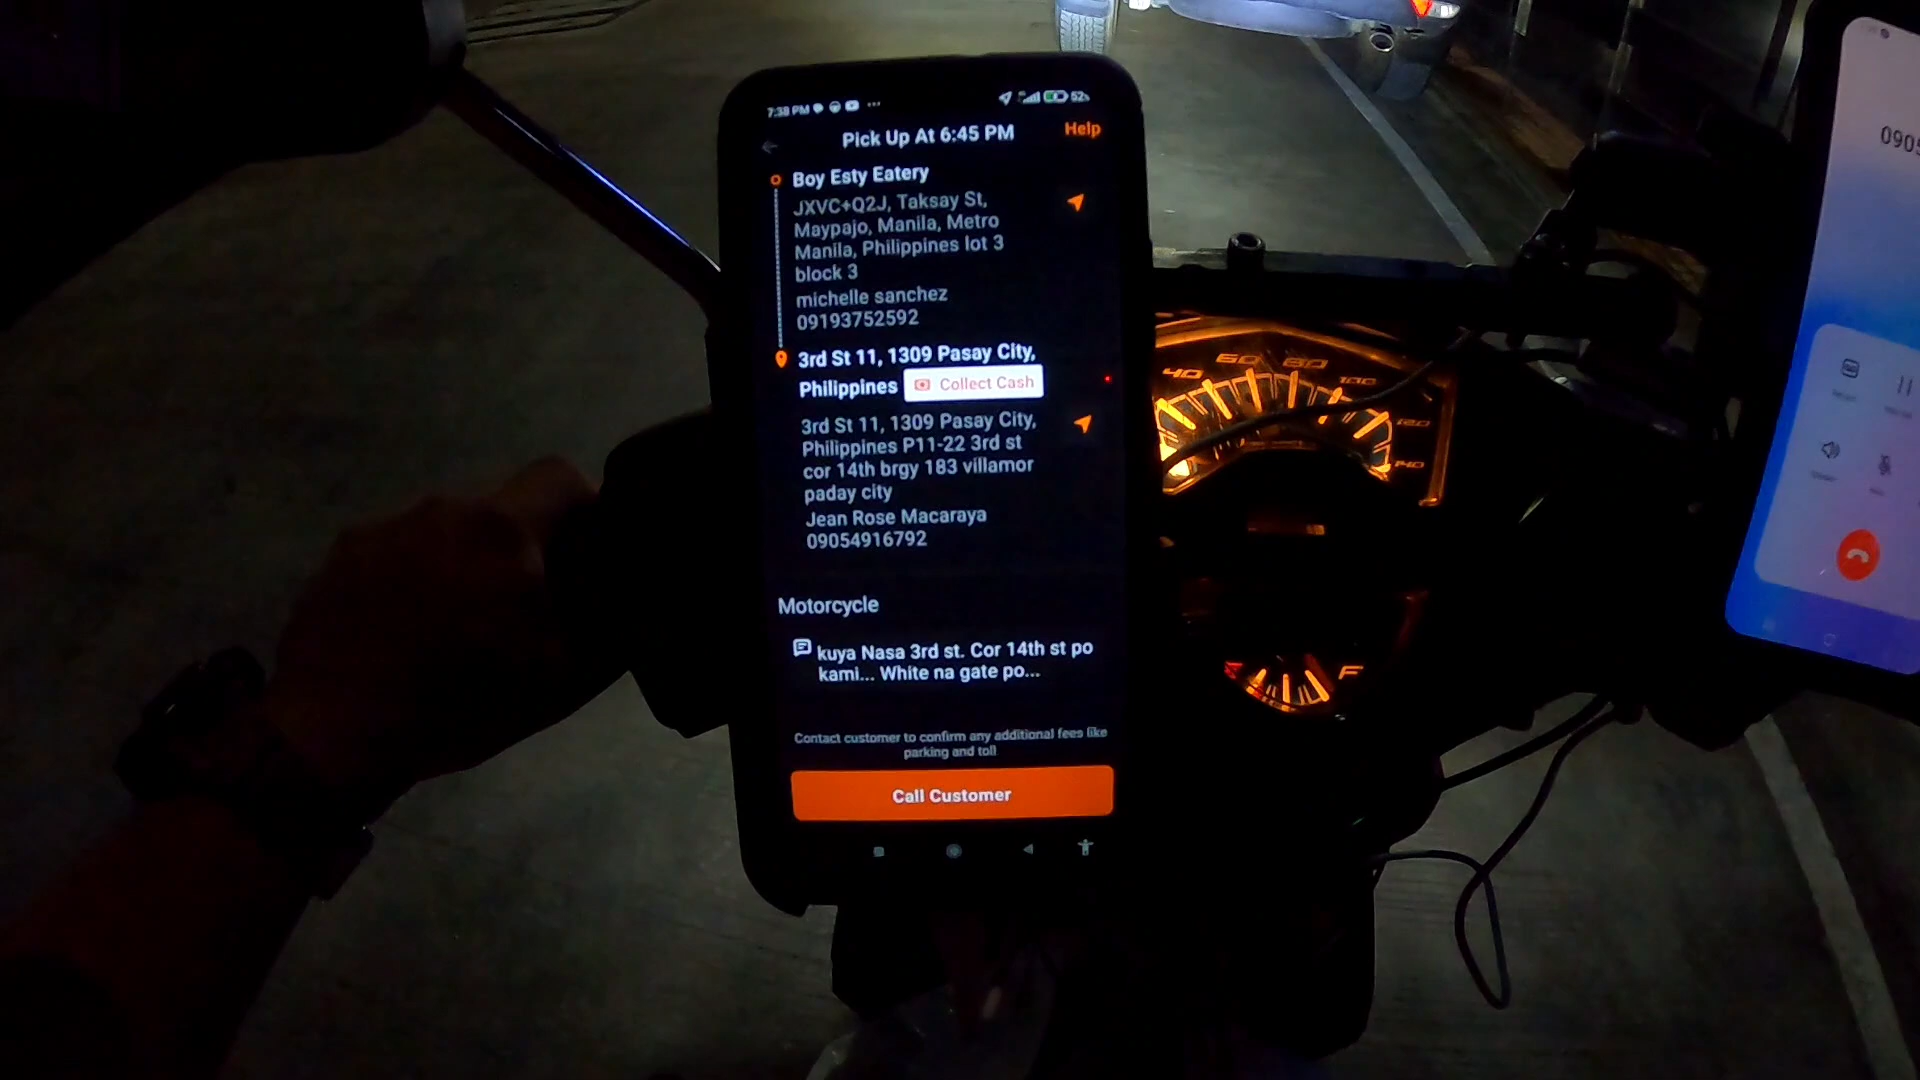 7:38 PM
52%
Pick Up At 6:45 PM
Help
Boy Esty Eatery
JXVC+Q2J, Taksay St,
Maypajo, Manila, Metro
Manila, Philippines lot 3
block 3
michelle sanchez
09193752592
3rd St 11, 1309 Pasay City,
Philippines
Collect Cash
3rd St 11, 1309 Pasay City,
Philippines P11-22 3rd st
cor 14th brgy 183 villamor
paday city
Jean Rose Macaraya
09054916792
Motorcycle
kuya Nasa 3rd st. Cor 14th st po
kami... White na gate po...
Contact customer to confirm any additional fees like
parking and toll
Call Customer
40
60
80
100
120
140
F
0905